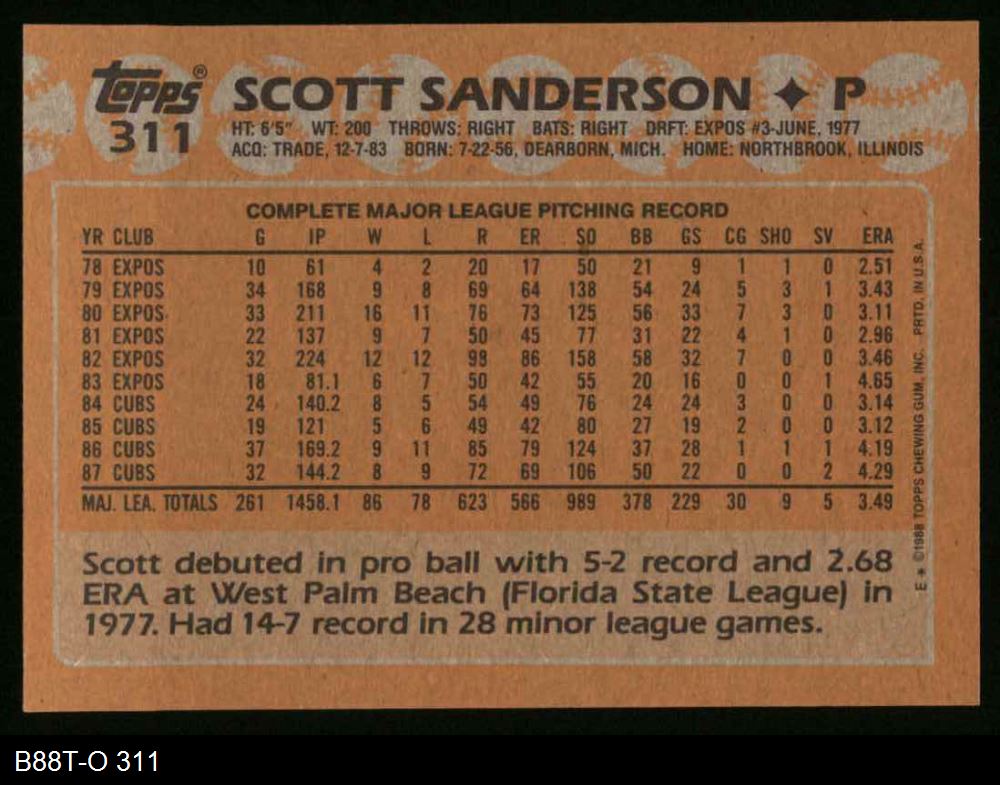 Topps® SCOTT SANDERSON ✦ P
311 HT: 6'5" WT: 200 THROWS: RIGHT BATS: RIGHT DRFT: EXPOS #3-JUNE, 1977
ACQ: TRADE, 12-7-83 BORN: 7-22-56, DEARBORN, MICH. HOME: NORTHBROOK, ILLINOIS
COMPLETE MAJOR LEAGUE PITCHING RECORD
YR CLUB G IP W L R ER SO BB GS CG SHO SV ERA
78 EXPOS 10 61 4 2 20 17 50 21 9 1 1 0 2.51
79 EXPOS 34 168 9 8 69 64 138 54 24 5 3 1 3.43
80 EXPOS 33 211 16 11 76 73 125 56 33 7 3 0 3.11
81 EXPOS 22 137 9 7 50 45 77 31 22 4 1 0 2.96
82 EXPOS 32 224 12 12 98 86 158 58 32 7 0 0 3.46
83 EXPOS 18 81.1 6 7 50 42 55 20 16 0 0 1 4.65
84 CUBS 24 140.2 8 5 54 49 76 24 24 3 0 0 3.14
85 CUBS 19 121 5 6 49 42 80 27 19 2 0 0 3.12
86 CUBS 37 169.2 9 11 85 79 124 37 28 1 1 1 4.19
87 CUBS 32 144.2 8 9 72 69 106 50 22 0 0 2 4.29
MAJ. LEA. TOTALS 261 1458.1 86 78 623 566 989 378 229 30 9 5 3.49
Scott debuted in pro ball with 5-2 record and 2.68
ERA at West Palm Beach (Florida State League) in
1977. Had 14-7 record in 28 minor league games.
E* ©1988 TOPPS CHEWING GUM, INC. PRTD. IN U.S.A.
B88T-O 311